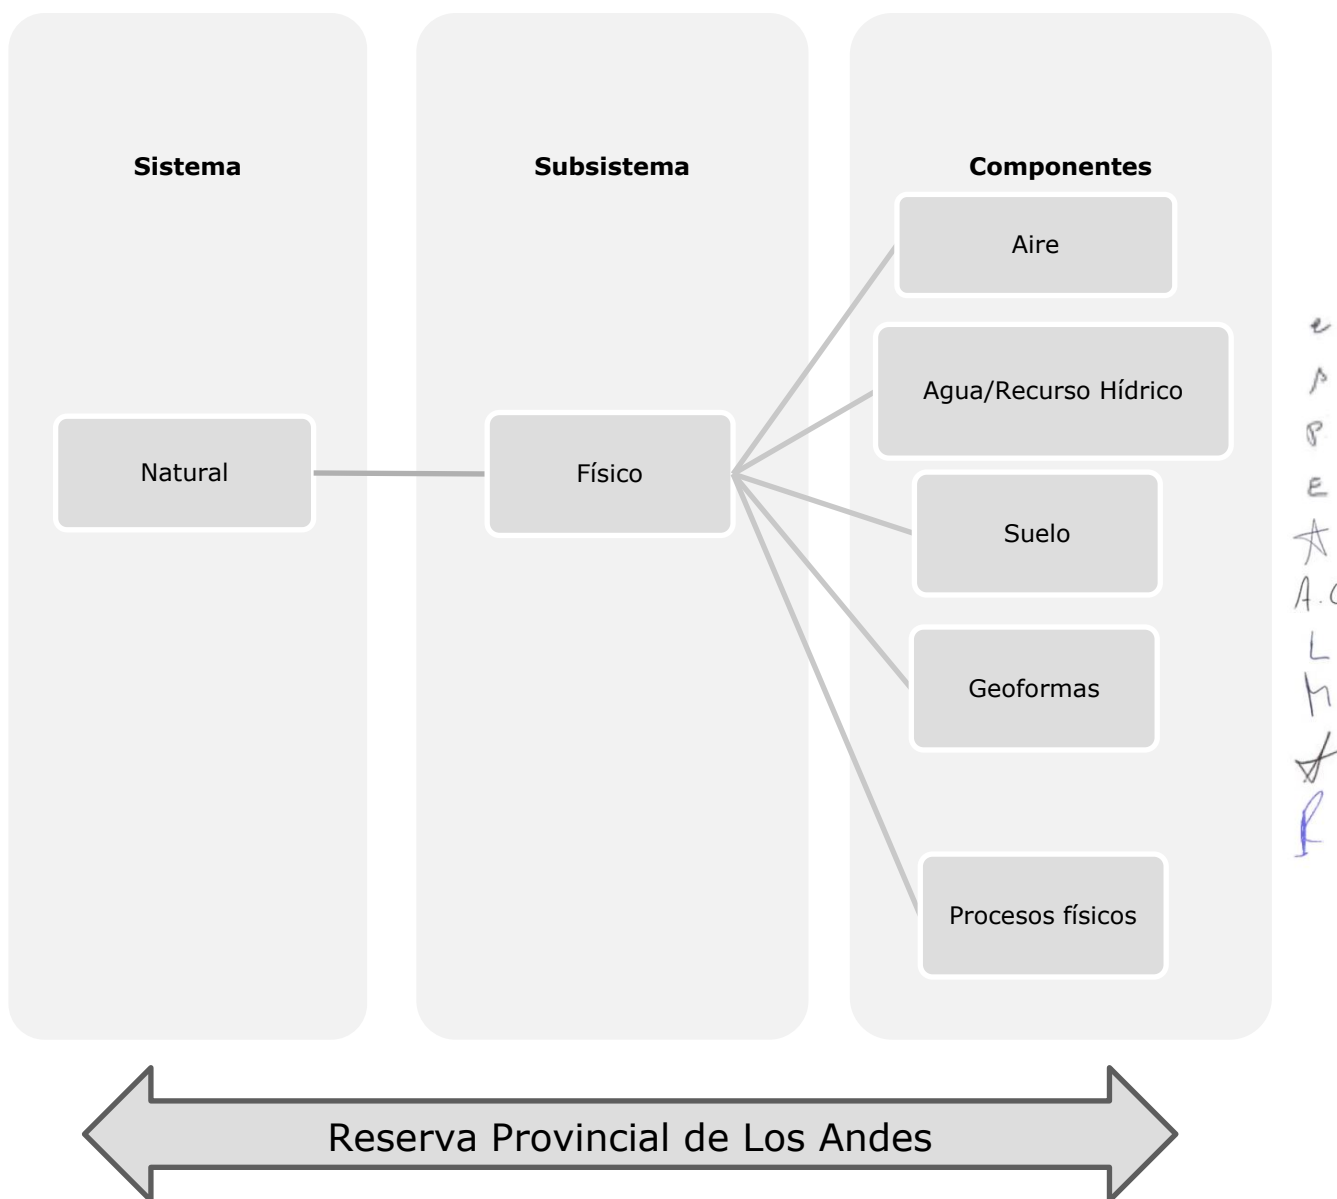 Sistema
Subsistema
Componentes
Aire
Agua/Recurso Hídrico
Natural
Físico
Suelo
Geoformas
Procesos físicos
Reserva Provincial de Los Andes
P
E
L